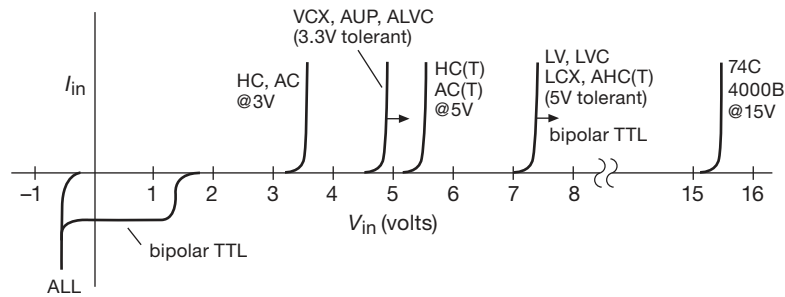 VCX, AUP, ALVC
(3.3V tolerant)
I_in
HC, AC
@3V
HC(T)
AC(T)
@5V
LV, LVC
LCX, AHC(T)
(5V tolerant)
bipolar TTL
74C
4000B
@15V
–1 1 2 3 4 5 6 7 8 15 16
V_in (volts)
bipolar TTL
ALL